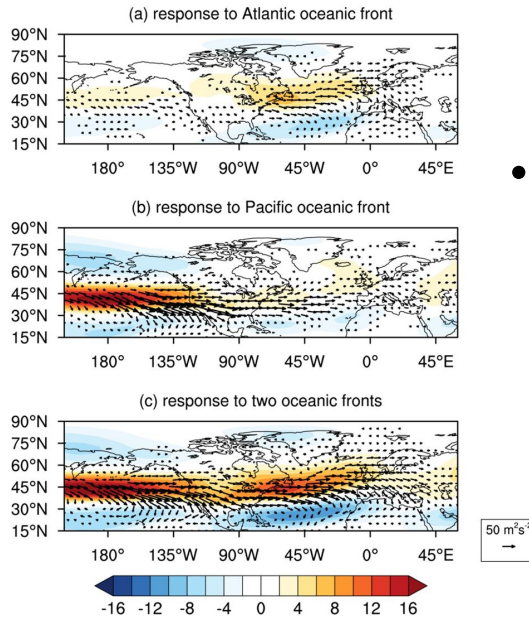 (a) response to Atlantic oceanic front
90°N
75°N
60°N
45°N
30°N
15°N
180° 135°W 90°W 45°W 0° 45°E
(b) response to Pacific oceanic front
90°N
75°N
60°N
45°N
30°N
15°N
180° 135°W 90°W 45°W 0° 45°E
(c) response to two oceanic fronts
90°N
75°N
60°N
45°N
30°N
15°N
180° 135°W 90°W 45°W 0° 45°E
50 m²s⁻²
-16 -12 -8 -4 0 4 8 12 16